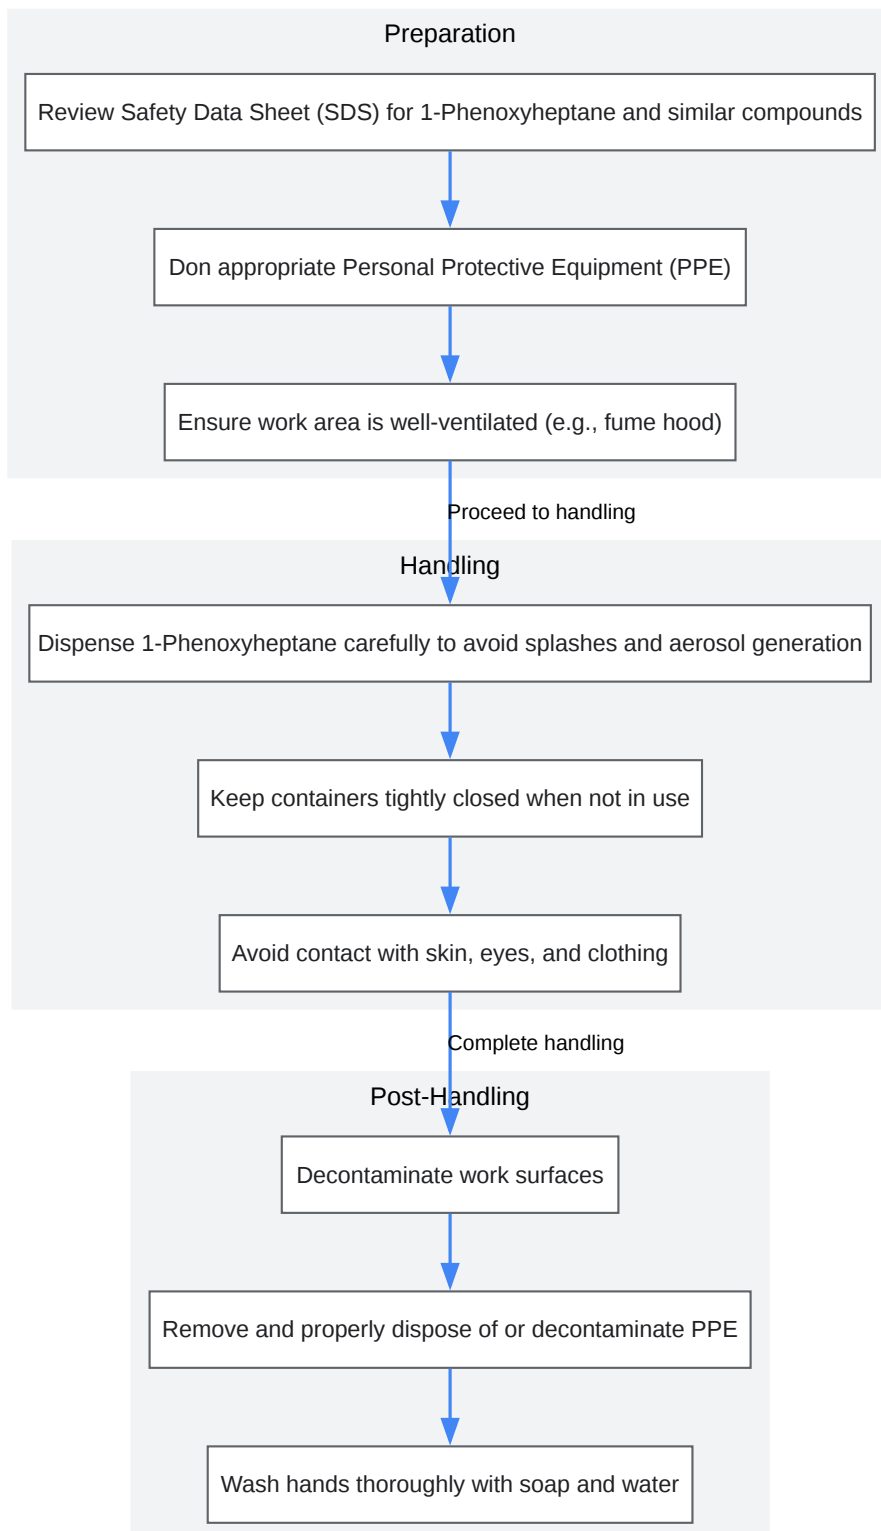 Preparation
Review Safety Data Sheet (SDS) for 1-Phenoxyheptane and similar compounds
Don appropriate Personal Protective Equipment (PPE)
Ensure work area is well-ventilated (e.g., fume hood)
Proceed to handling
Handling
Dispense 1-Phenoxyheptane carefully to avoid splashes and aerosol generation
Keep containers tightly closed when not in use
Avoid contact with skin, eyes, and clothing
Complete handling
Post-Handling
Decontaminate work surfaces
Remove and properly dispose of or decontaminate PPE
Wash hands thoroughly with soap and water